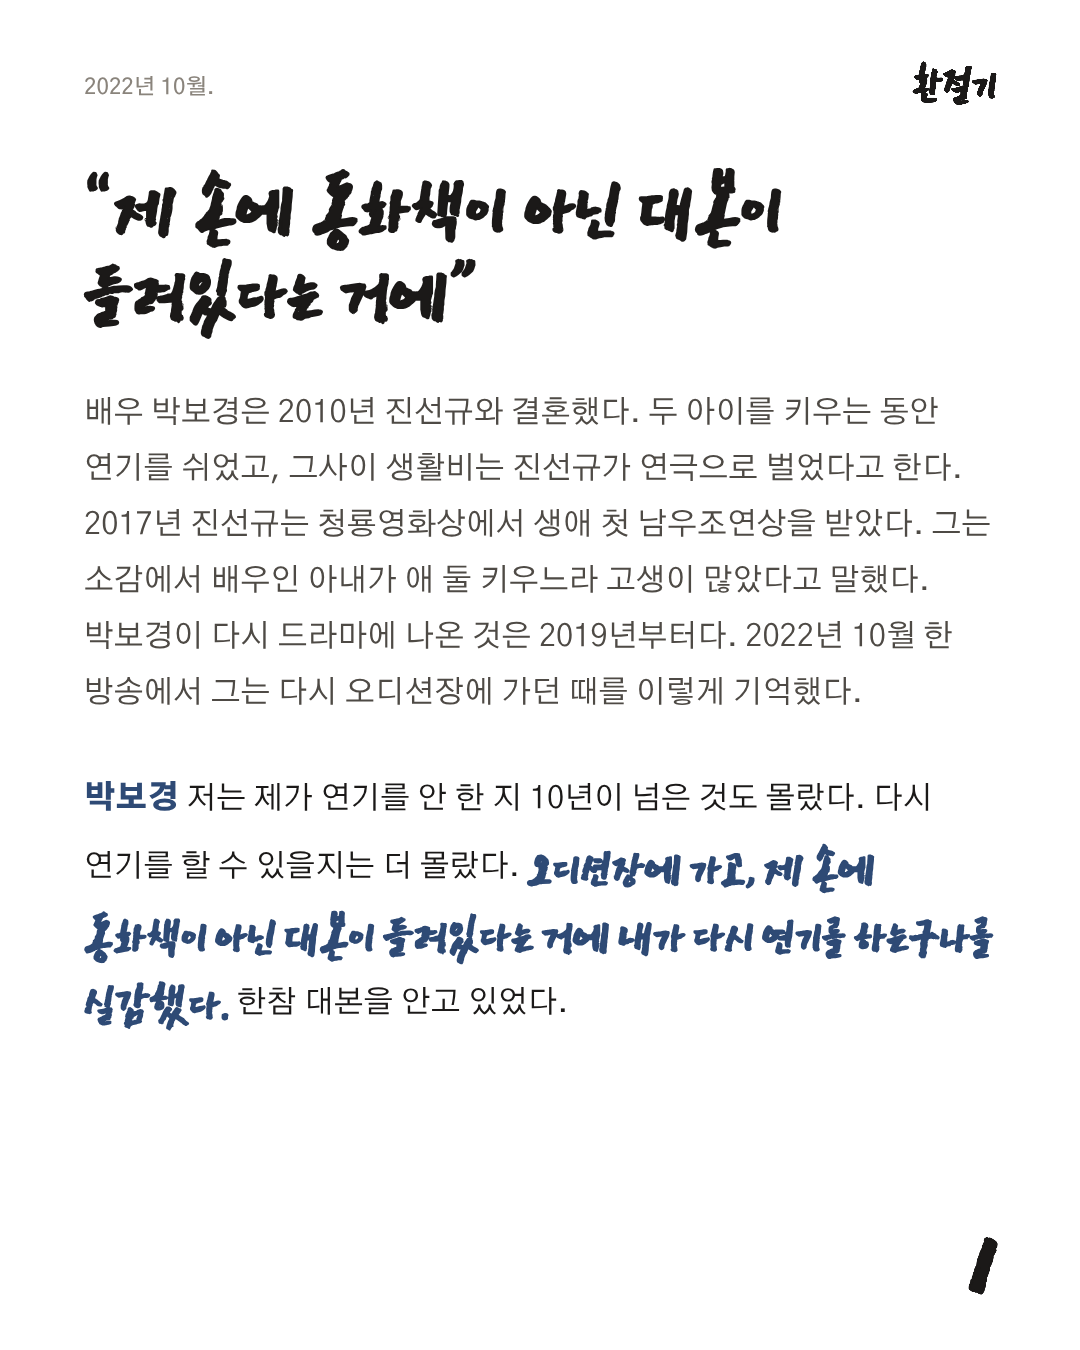 2022년 10월.
환절기
“제 손에 동화책이 아닌 대본이
들려있다는 거에”
배우 박보경은 2010년 진선규와 결혼했다. 두 아이를 키우는 동안
연기를 쉬었고, 그사이 생활비는 진선규가 연극으로 벌었다고 한다.
2017년 진선규는 청룡영화상에서 생애 첫 남우조연상을 받았다. 그는
소감에서 배우인 아내가 애 둘 키우느라 고생이 많았다고 말했다.
박보경이 다시 드라마에 나온 것은 2019년부터다. 2022년 10월 한
방송에서 그는 다시 오디션장에 가던 때를 이렇게 기억했다.
박보경 저는 제가 연기를 안 한 지 10년이 넘은 것도 몰랐다. 다시
연기를 할 수 있을지는 더 몰랐다. 오디션장에 가고, 제 손에
동화책이 아닌 대본이 들려있다는 거에 내가 다시 연기를 하는구나를
실감했다. 한참 대본을 안고 있었다.
1